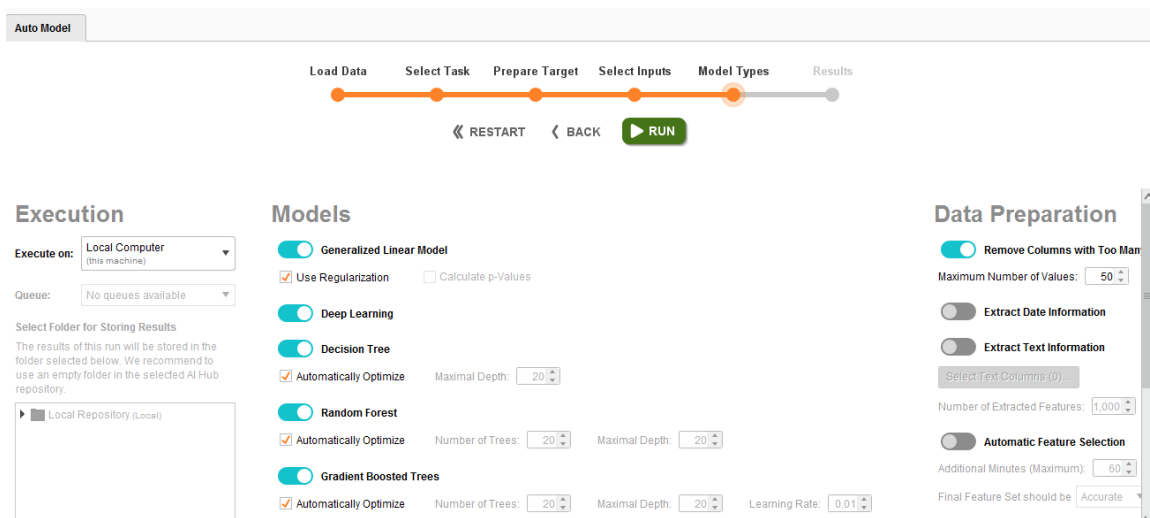 Auto Model
Load Data Select Task Prepare Target Select Inputs Model Types Results
RESTART BACK RUN
Execution
Execute on: Local Computer
(this machine)
Queue: No queues available
Select Folder for Storing Results
The results of this run will be stored in the
folder selected below. We recommend to
use an empty folder in the selected AI Hub
repository.
Local Repository (Local)
Models
Generalized Linear Model
Use Regularization Calculate p-Values
Deep Learning
Decision Tree
Automatically Optimize Maximal Depth: 20
Random Forest
Automatically Optimize Number of Trees: 20 Maximal Depth: 20
Gradient Boosted Trees
Automatically Optimize Number of Trees: 20 Maximal Depth: 20 Learning Rate: 0.01
Data Preparation
Remove Columns with Too Man
Maximum Number of Values: 50
Extract Date Information
Extract Text Information
Select Text Columns (0)...
Number of Extracted Features: 1,000
Automatic Feature Selection
Additional Minutes (Maximum): 60
Final Feature Set should be Accurate